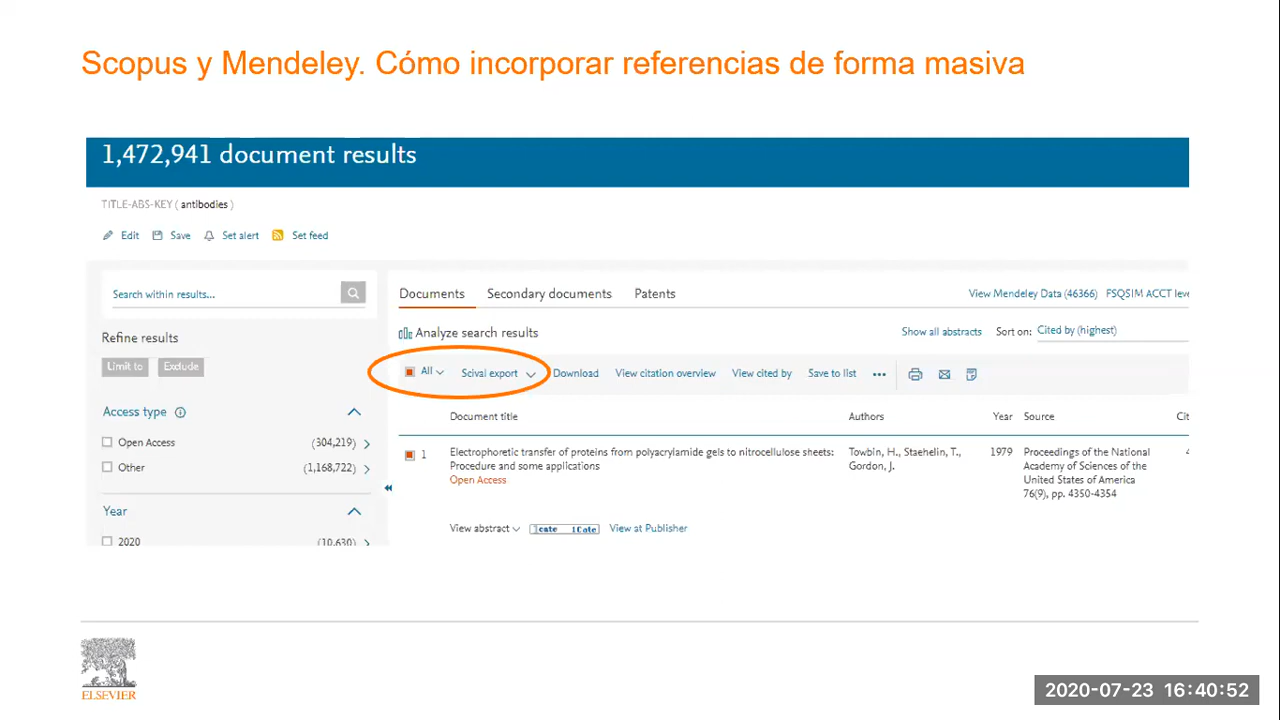 Scopus y Mendeley. Cómo incorporar referencias de forma masiva
1,472,941 document results
TITLE-ABS-KEY ( antibodies )
Edit Save Set alert Set feed
Search within results...
Refine results
Limit to Exclude
Access type
Open Access (304,219)
Other (1,168,722)
Year
2020 (10,630)
Documents Secondary documents Patents
View Mendeley Data (46366) FSQSIM ACCT leve
Analyze search results
Show all abstracts Sort on: Cited by (highest)
All Scival export Download View citation overview View cited by Save to list •••
Document title Authors Year Source Cit
1 Electrophoretic transfer of proteins from polyacrylamide gels to nitrocellulose sheets: Towbin, H., Staehelin, T., 1979 Proceedings of the National
Procedure and some applications Gordon, J. Academy of Sciences of the
Open Access United States of America
76(9), pp. 4350-4354
View abstract View at Publisher
ELSEVIER
2020-07-23 16:40:52